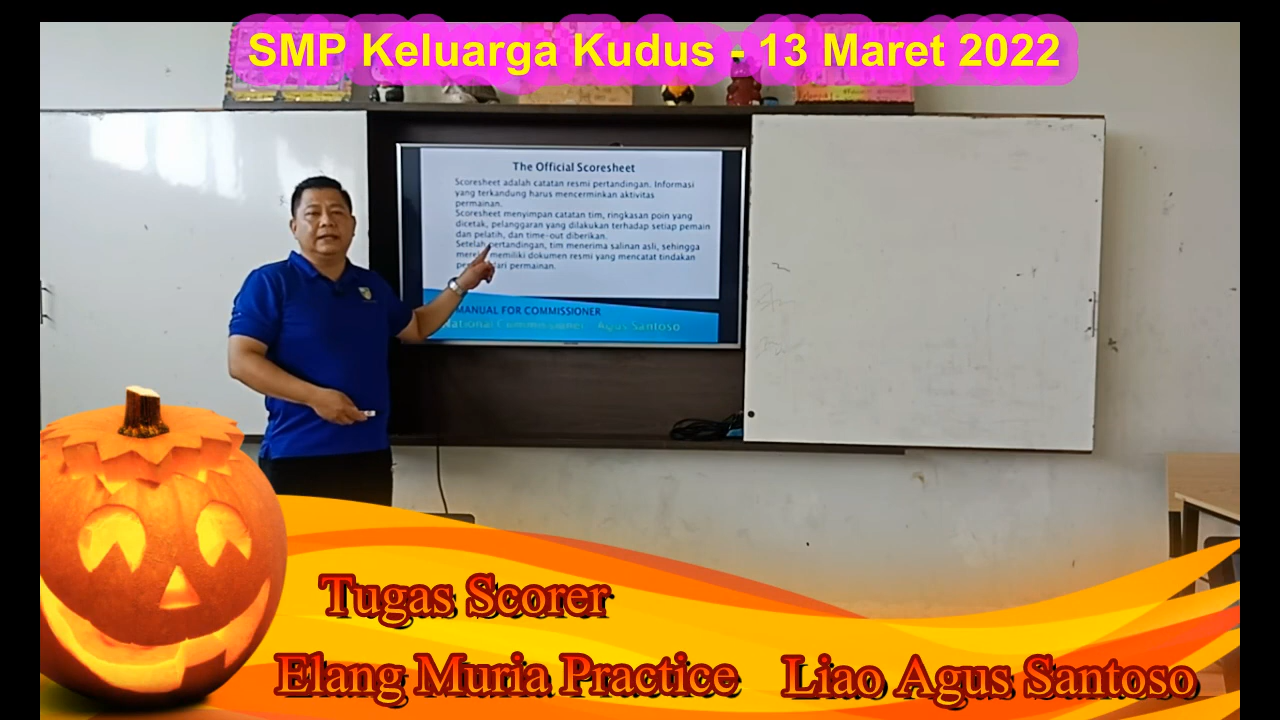 SMP Keluarga Kudus - 13 Maret 2022
The Official Scoresheet
Scoresheet adalah catatan resmi pertandingan. Informasi
yang terkandung harus mencerminkan aktivitas
permainan.
Scoresheet menyimpan catatan tim, ringkasan poin yang
dicetak, pelanggaran yang dilakukan terhadap setiap pemain
dan pelatih, dan time-out diberikan.
Setelah pertandingan, tim menerima salinan asli, sehingga
memiliki dokumen resmi yang mencatat tindakan
dari permainan.
MANUAL FOR COMMISSIONER
National Commissioner Agus Santoso
Tugas Scorer
Elang Muria Practice Liao Agus Santoso